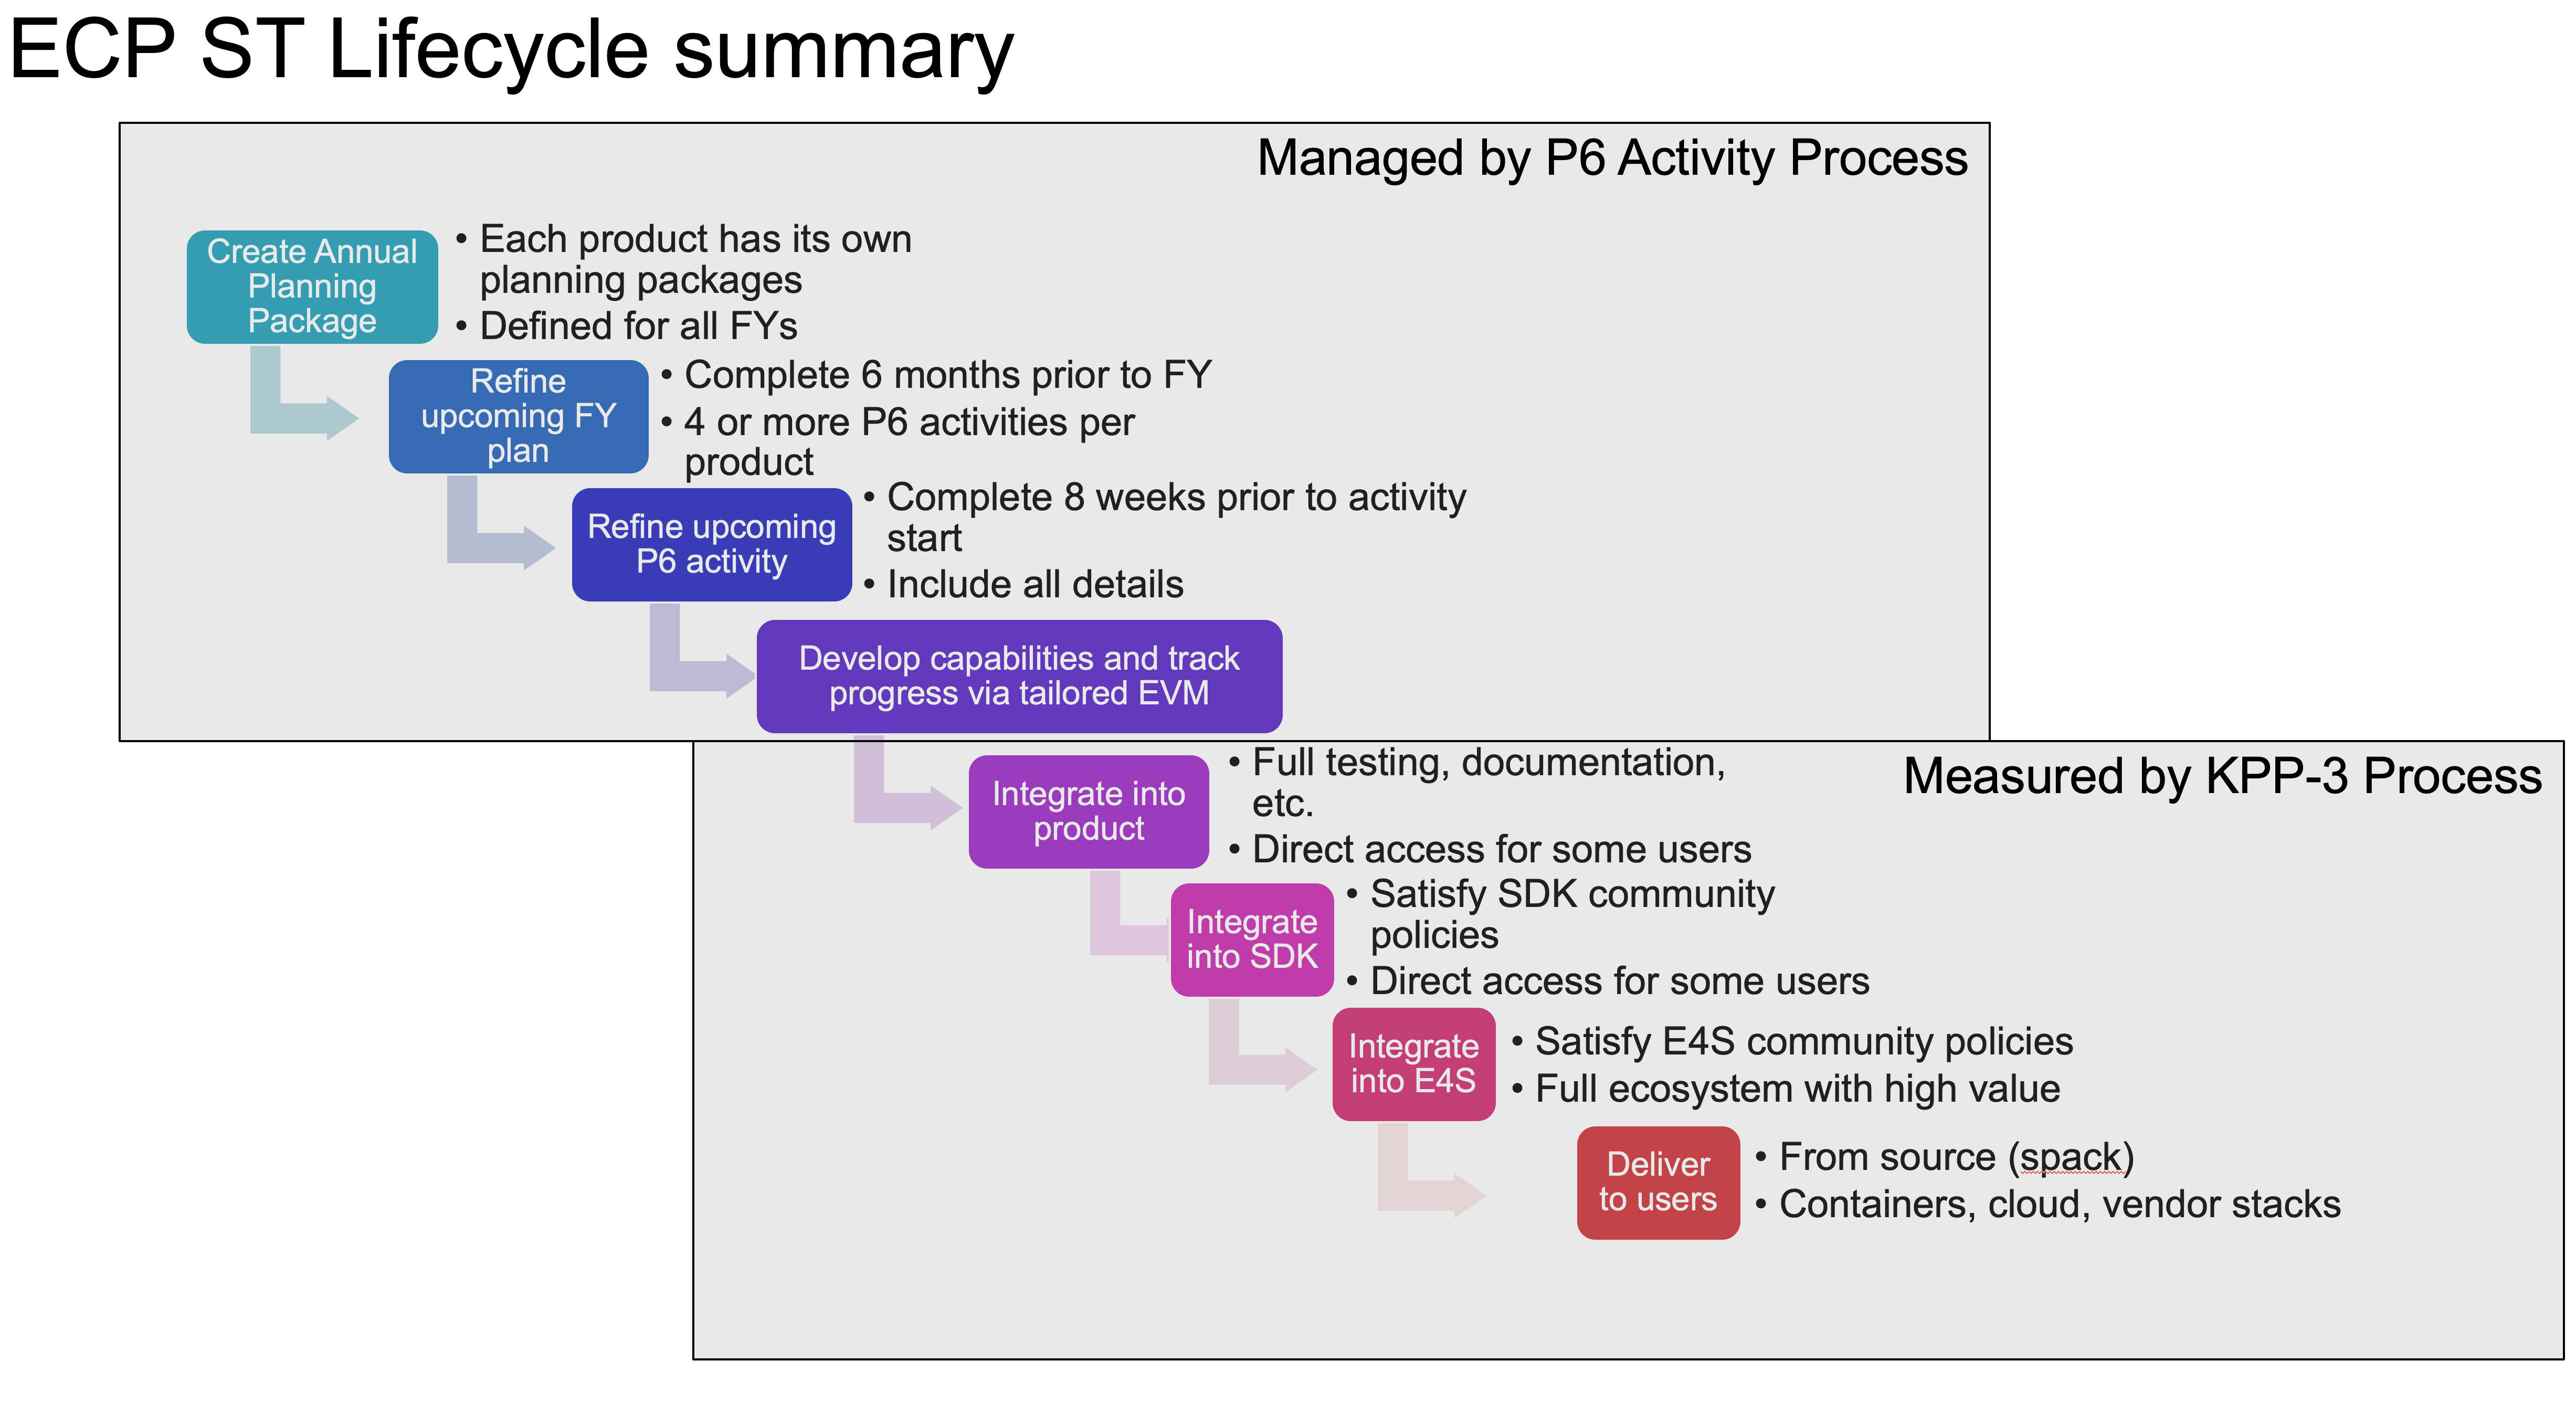 ECP ST Lifecycle summary
Managed by P6 Activity Process
Create Annual
Planning
Package
• Each product has its own
planning packages
• Defined for all FYs
Refine
upcoming FY
plan
• Complete 6 months prior to FY
• 4 or more P6 activities per
product
Refine upcoming
P6 activity
• Complete 8 weeks prior to activity
start
• Include all details
Develop capabilities and track
progress via tailored EVM
Measured by KPP-3 Process
Integrate into
product
• Full testing, documentation,
etc.
• Direct access for some users
Integrate
into SDK
• Satisfy SDK community
policies
• Direct access for some users
Integrate
into E4S
• Satisfy E4S community policies
• Full ecosystem with high value
Deliver
to users
• From source (spack)
• Containers, cloud, vendor stacks